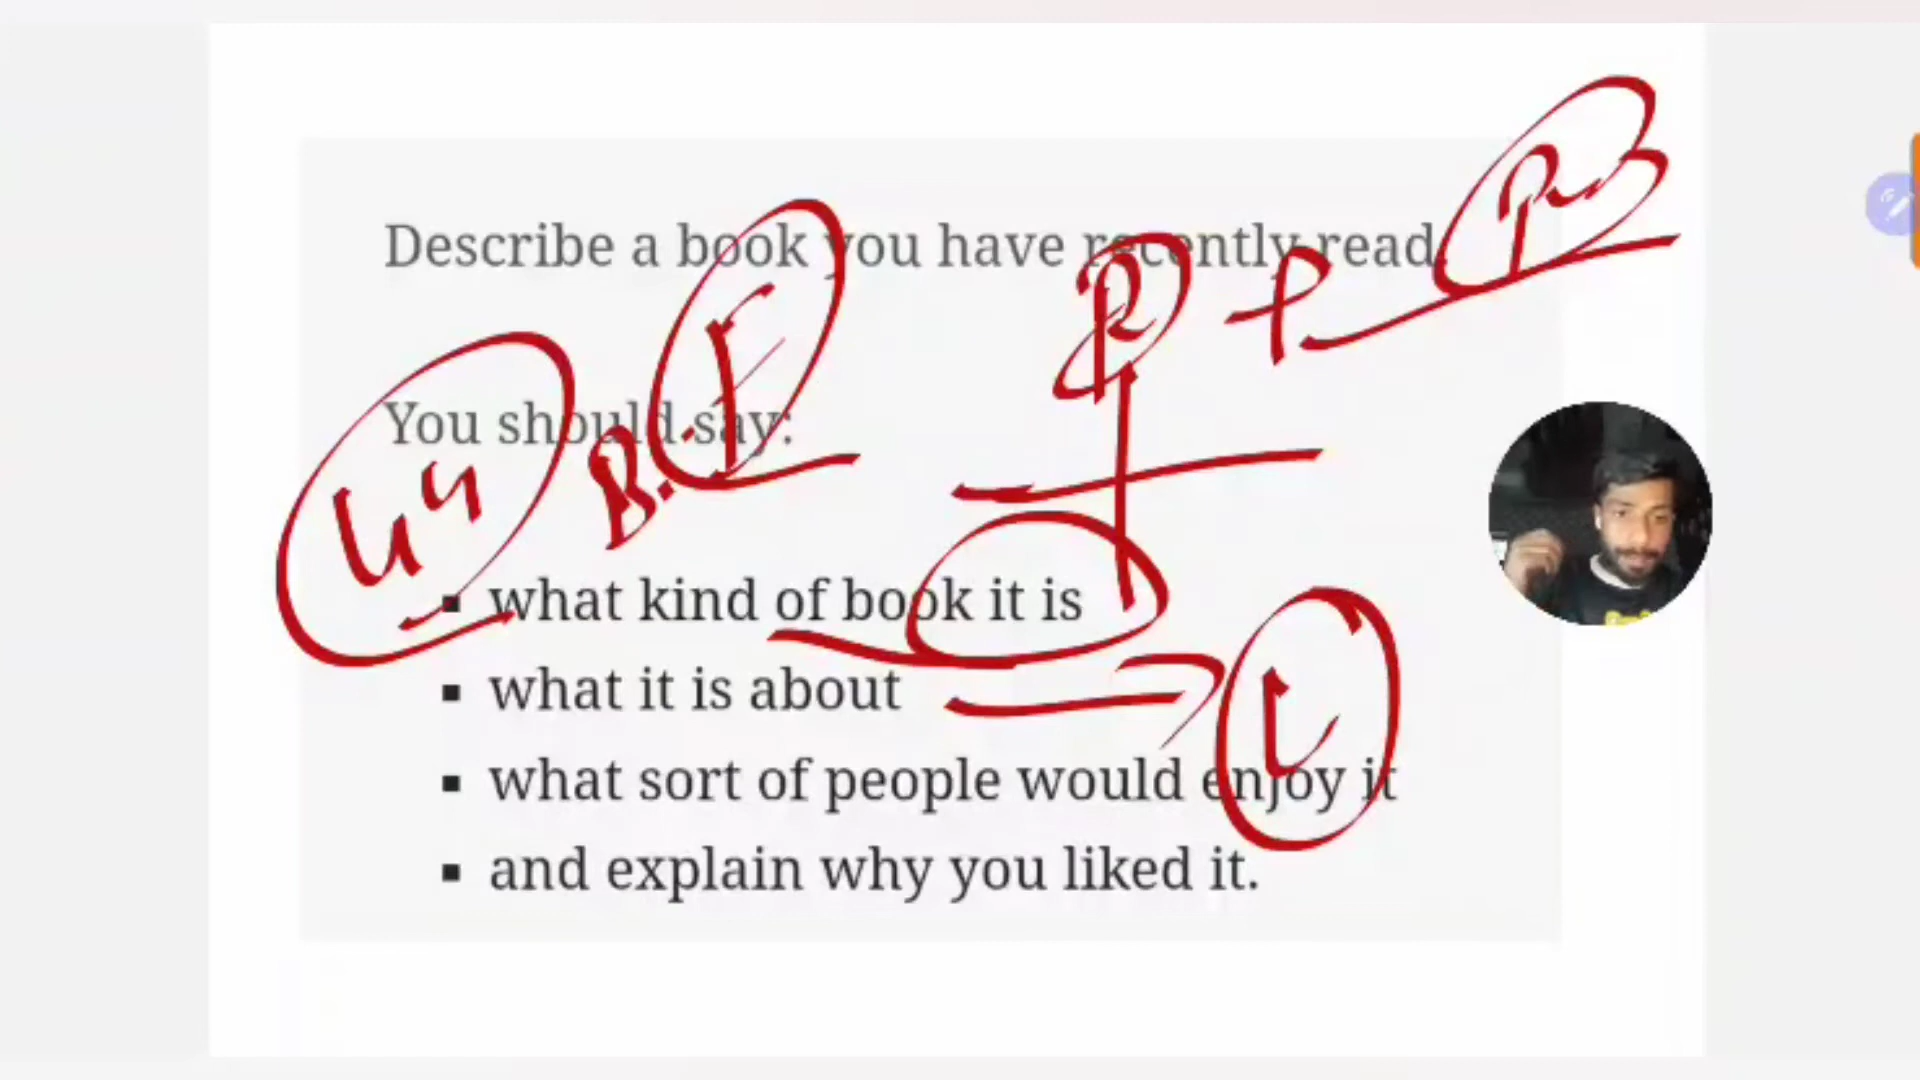 Describe a book you have recently read.
You should say:
what kind of book it is
what it is about
what sort of people would enjoy it
and explain why you liked it.